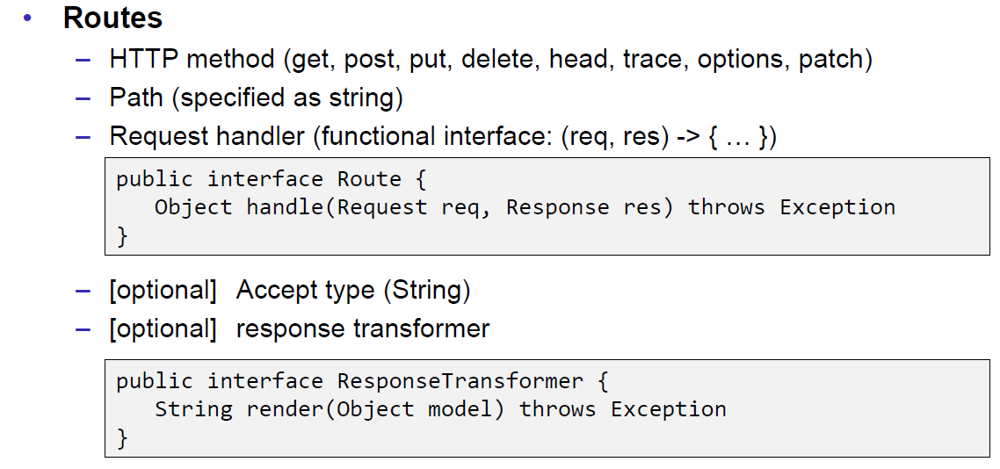 • Routes
– HTTP method (get, post, put, delete, head, trace, options, patch)
– Path (specified as string)
– Request handler (functional interface: (req, res) -> { … })
public interface Route {
Object handle(Request req, Response res) throws Exception
}
– [optional] Accept type (String)
– [optional] response transformer
public interface ResponseTransformer {
String render(Object model) throws Exception
}